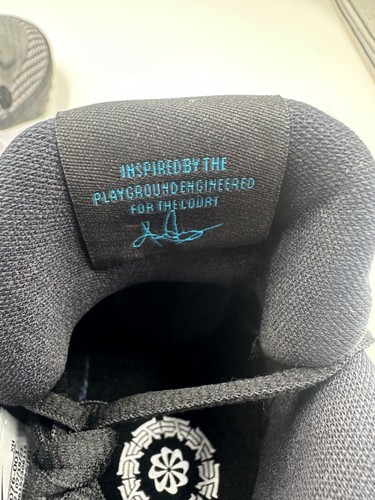 INSPIRED BY THE
PLAYGROUND ENGINEERED
FOR THE COURT